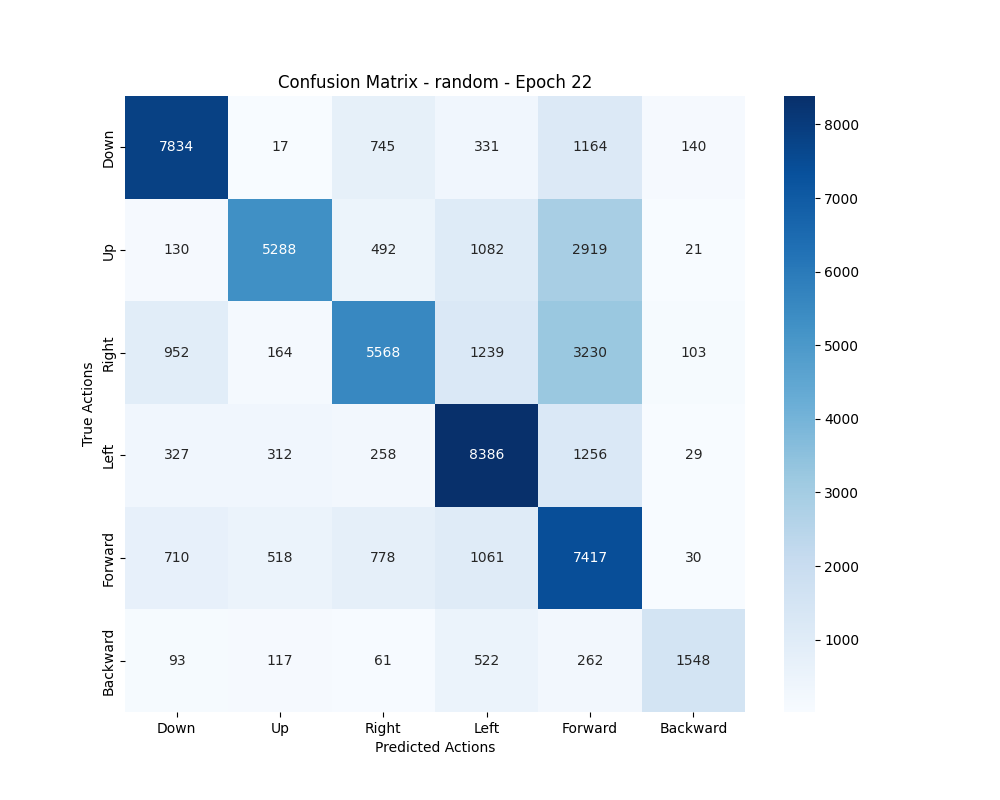 Confusion Matrix - random - Epoch 22
True Actions
Down 7834 17 745 331 1164 140
Up 130 5288 492 1082 2919 21
Right 952 164 5568 1239 3230 103
Left 327 312 258 8386 1256 29
Forward 710 518 778 1061 7417 30
Backward 93 117 61 522 262 1548
Down Up Right Left Forward Backward
Predicted Actions
8000
7000
6000
5000
4000
3000
2000
1000